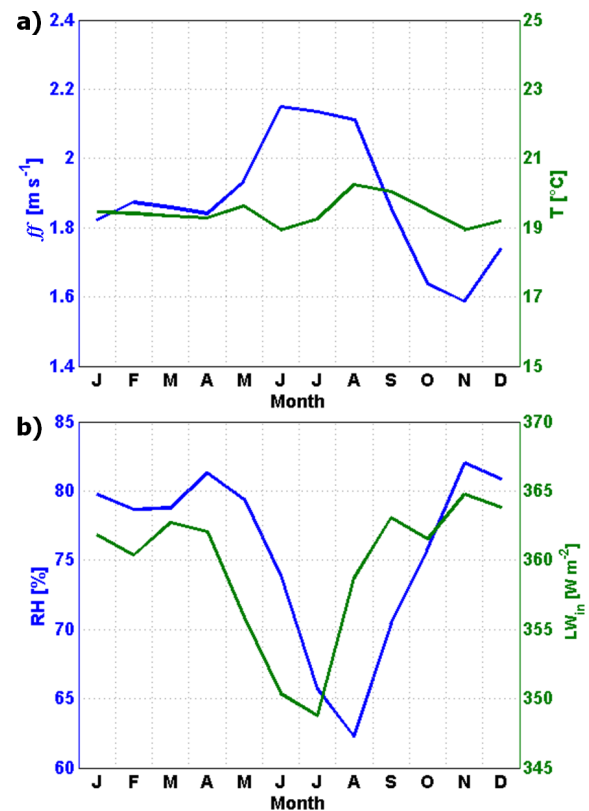 a)
2.4
2.2
2
1.8
1.6
1.4
ff [m s-1]
25
23
21
19
17
15
T [°C]
J F M A M J J A S O N D
Month
b)
85
80
75
70
65
60
RH [%]
370
365
360
355
350
345
LWin [W m-2]
J F M A M J J A S O N D
Month